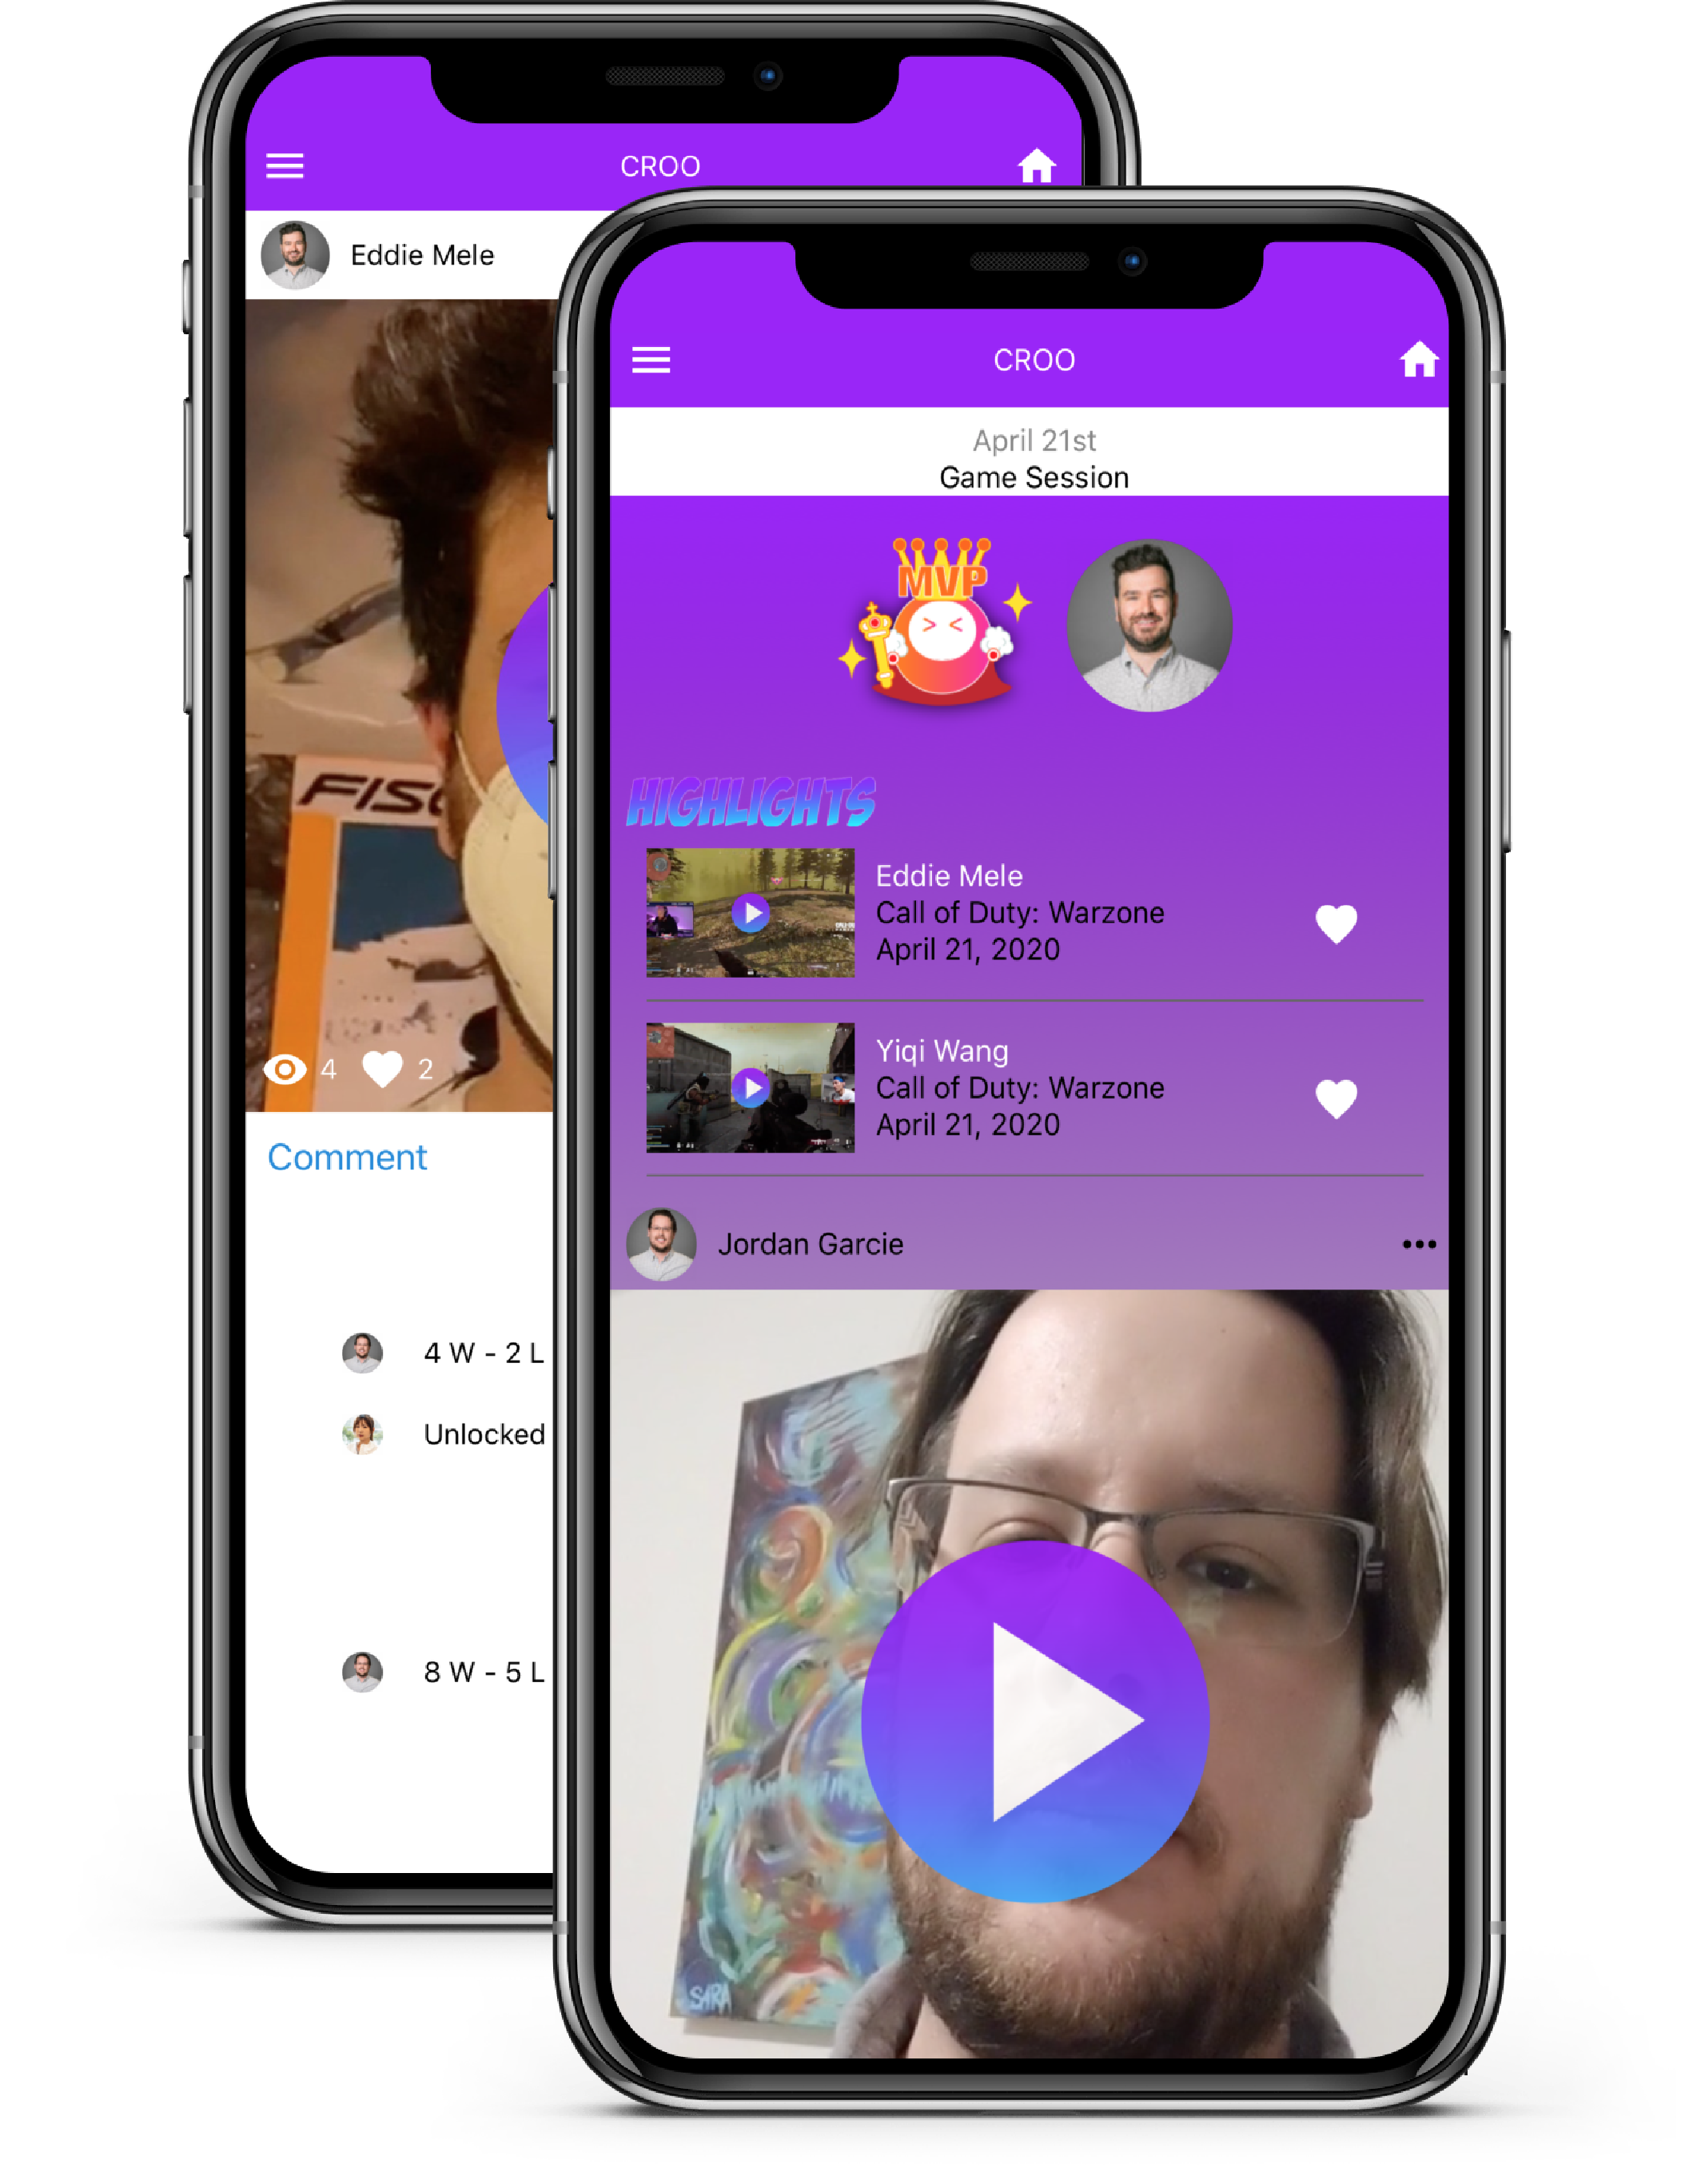 CROO
Eddie Mele
FISC
4
2
Comment
4 W - 2 L
Unlocked
8 W - 5 L
CROO
April 21st
Game Session
MVP
HIGHLIGHTS
Eddie Mele
Call of Duty: Warzone
April 21, 2020
Yiqi Wang
Call of Duty: Warzone
April 21, 2020
Jordan Garcie
SARA